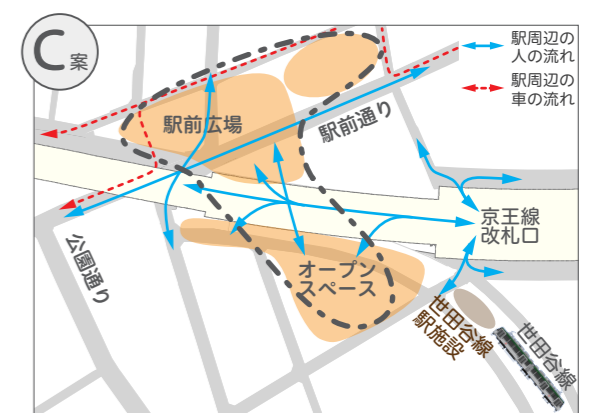 C案
駅周辺の
人の流れ
駅周辺の
車の流れ
駅前広場
駅前通り
京王線
改札口
公園通り
オープン
スペース
世田谷線
駅施設
世田谷線